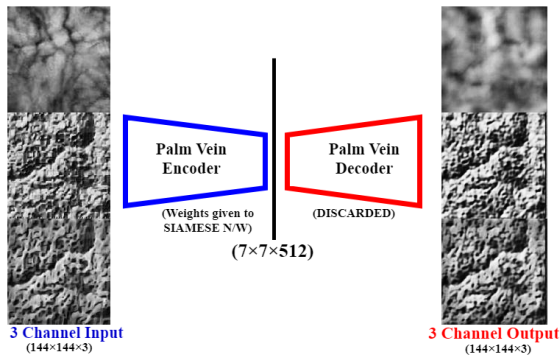 Palm Vein
Encoder
(Weights given to
SIAMESE N/W)
(7×7×512)
Palm Vein
Decoder
(DISCARDED)
3 Channel Input
(144×144×3)
3 Channel Output
(144×144×3)